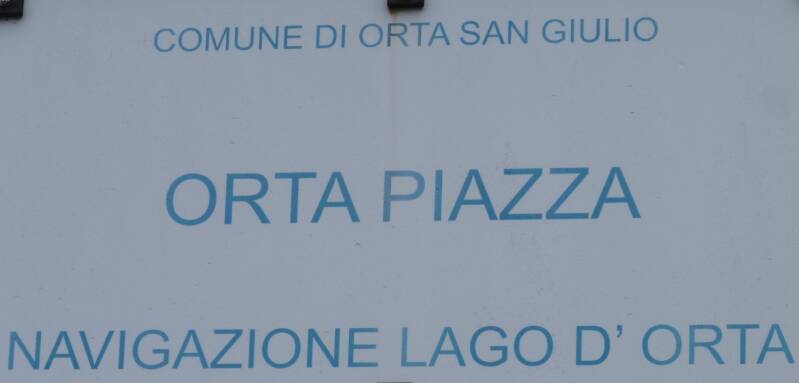 COMUNE DI ORTA SAN GIULIO
ORTA PIAZZA
NAVIGAZIONE LAGO D' ORTA